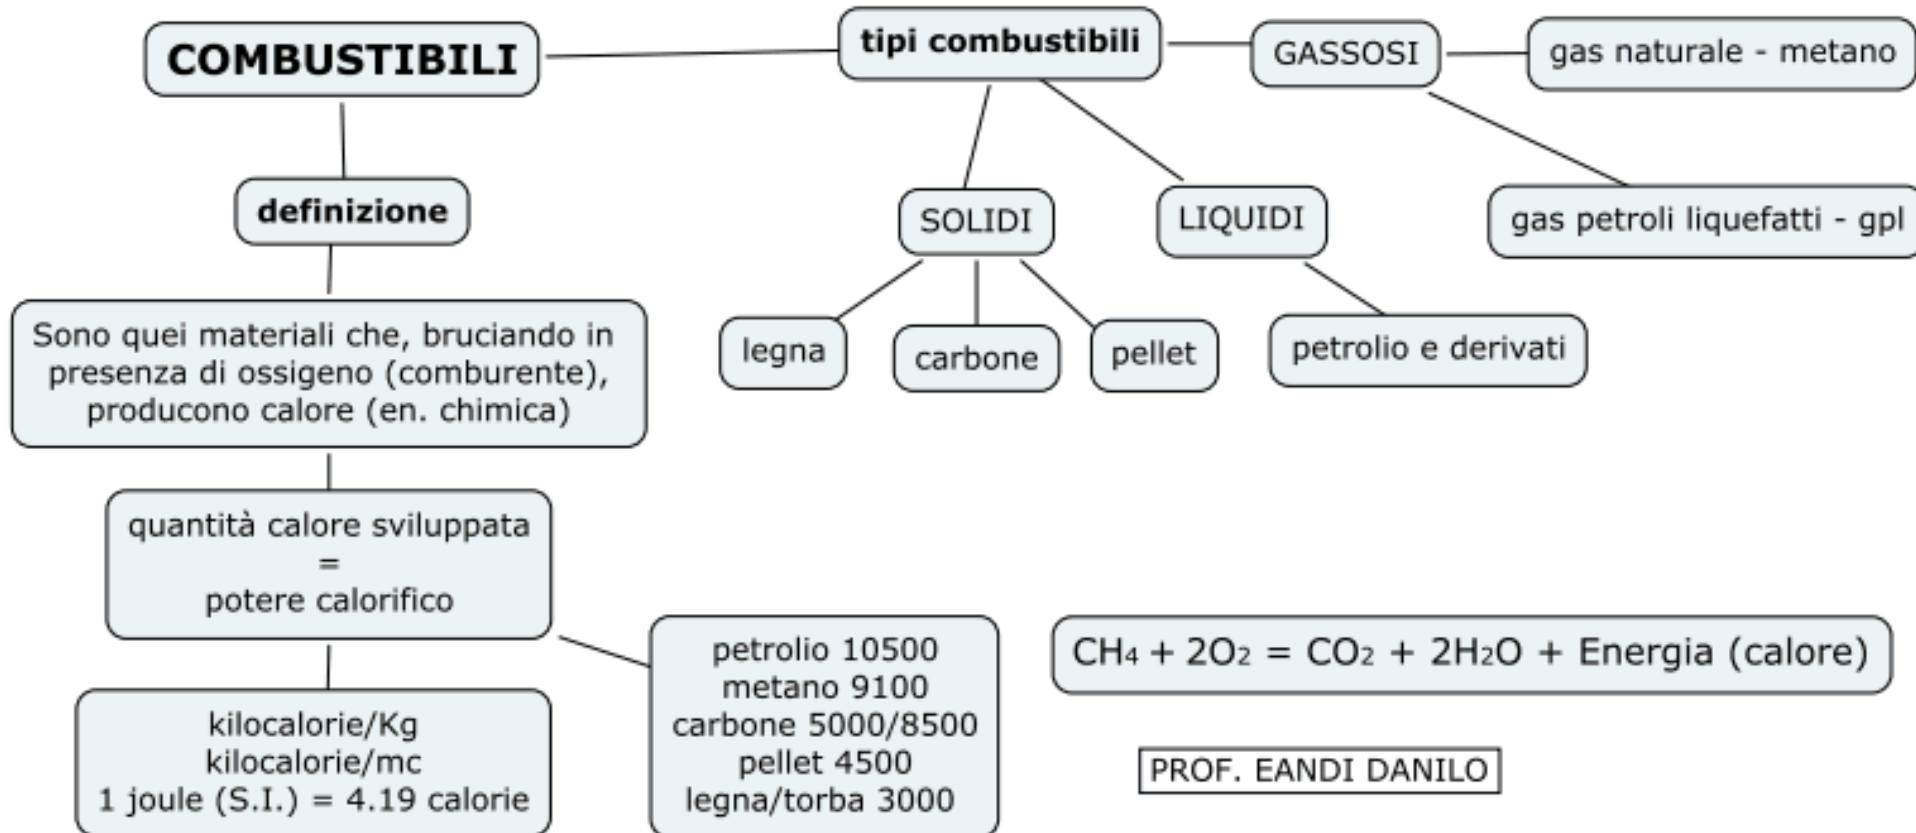 COMBUSTIBILI
tipi combustibili
GASSOSI
gas naturale - metano
definizione
SOLIDI
LIQUIDI
gas petroli liquefatti - gpl
Sono quei materiali che, bruciando in
presenza di ossigeno (comburente),
producono calore (en. chimica)
legna
carbone
pellet
petrolio e derivati
quantità calore sviluppata
=
potere calorifico
kilocalorie/Kg
kilocalorie/mc
1 joule (S.I.) = 4.19 calorie
petrolio 10500
metano 9100
carbone 5000/8500
pellet 4500
legna/torba 3000
CH₄ + 2O₂ = CO₂ + 2H₂O + Energia (calore)
PROF. EANDI DANILO